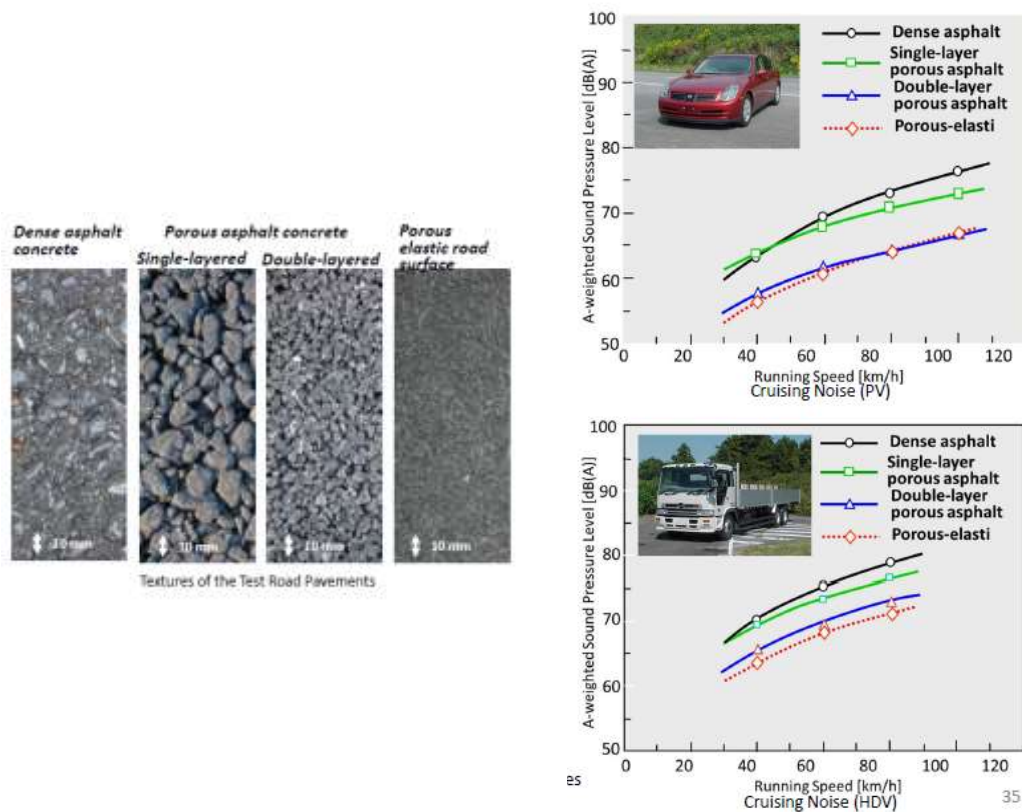 Dense asphalt
concrete
Porous asphalt concrete
Single-layered
Double-layered
Porous
elastic road
surface
10 mm
10 mm
10 mm
10 mm
Textures of the Test Road Pavements
A-weighted Sound Pressure Level [dB(A)]
100
90
80
70
60
50
0
20
40
60
80
100
120
Dense asphalt
Single-layer
porous asphalt
Double-layer
porous asphalt
Porous-elasti
Running Speed [km/h]
Cruising Noise (PV)
A-weighted Sound Pressure Level [dB(A)]
100
90
80
70
60
50
0
20
40
60
80
100
120
Dense asphalt
Single-layer
porous asphalt
Double-layer
porous asphalt
Porous-elasti
Running Speed [km/h]
Cruising Noise (HDV)
es
35